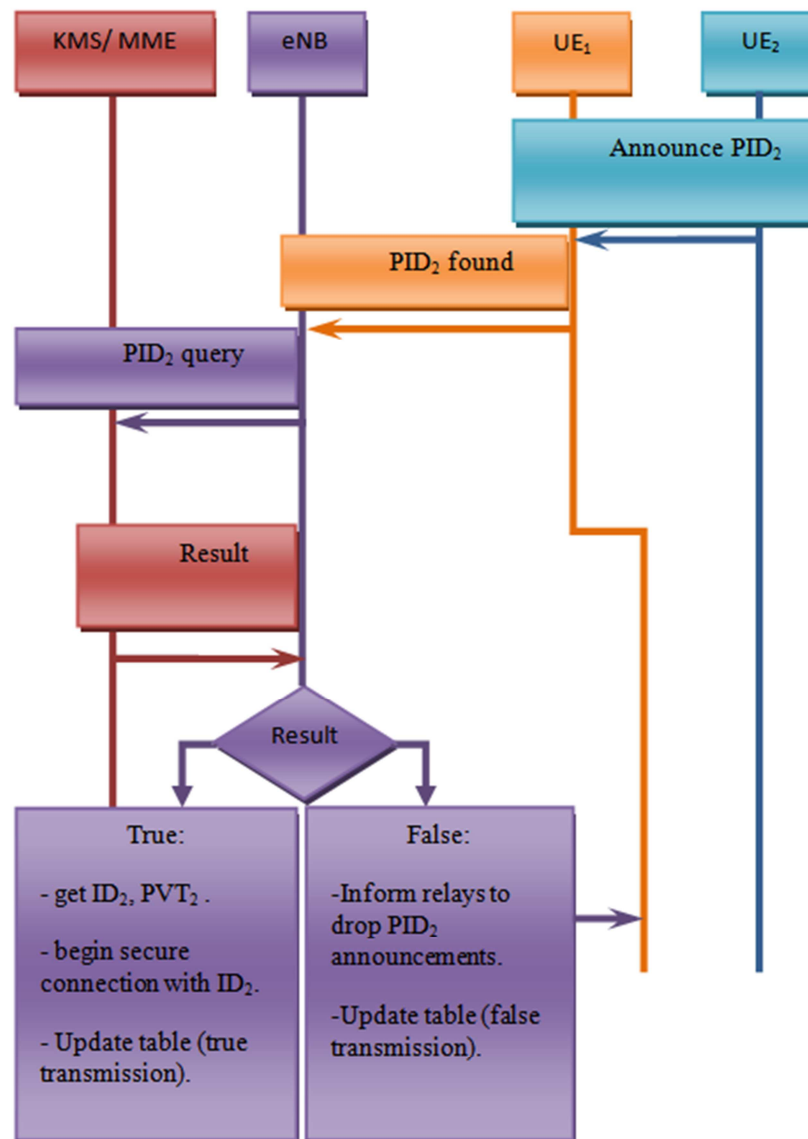 KMS/ MME
eNB
UE₁
UE₂
Announce PID₂
PID₂ found
PID₂ query
Result
Result
True:
- get ID₂, PVT₂ .
- begin secure
connection with ID₂.
- Update table (true
transmission).
False:
-Inform relays to
drop PID₂
announcements.
-Update table (false
transmission).